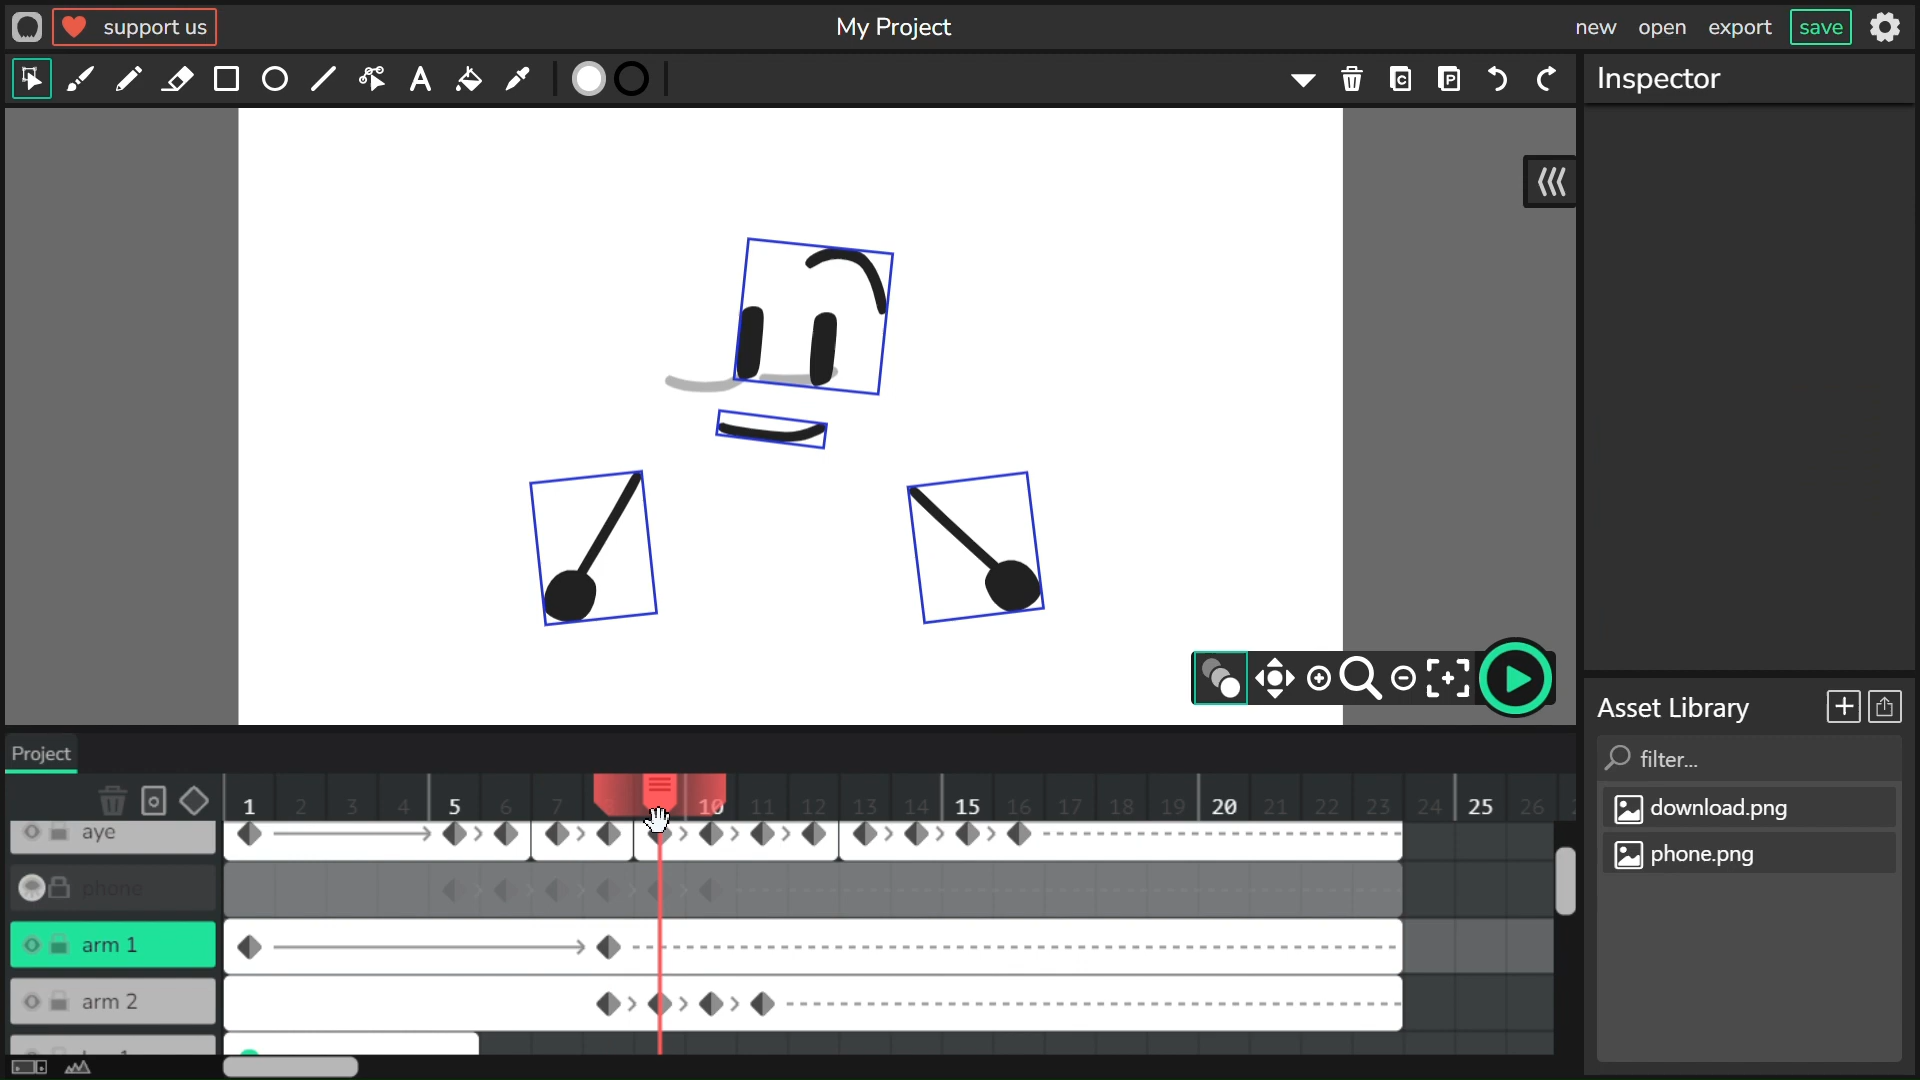 support us
My Project
new open export save
Inspector
Project
1 2 3 4 5 6 7 10 11 12 13 14 15 16 17 18 19 20 21 22 23 24 25 26
aye
phone
arm 1
arm 2
Asset Library
filter...
download.png
phone.png